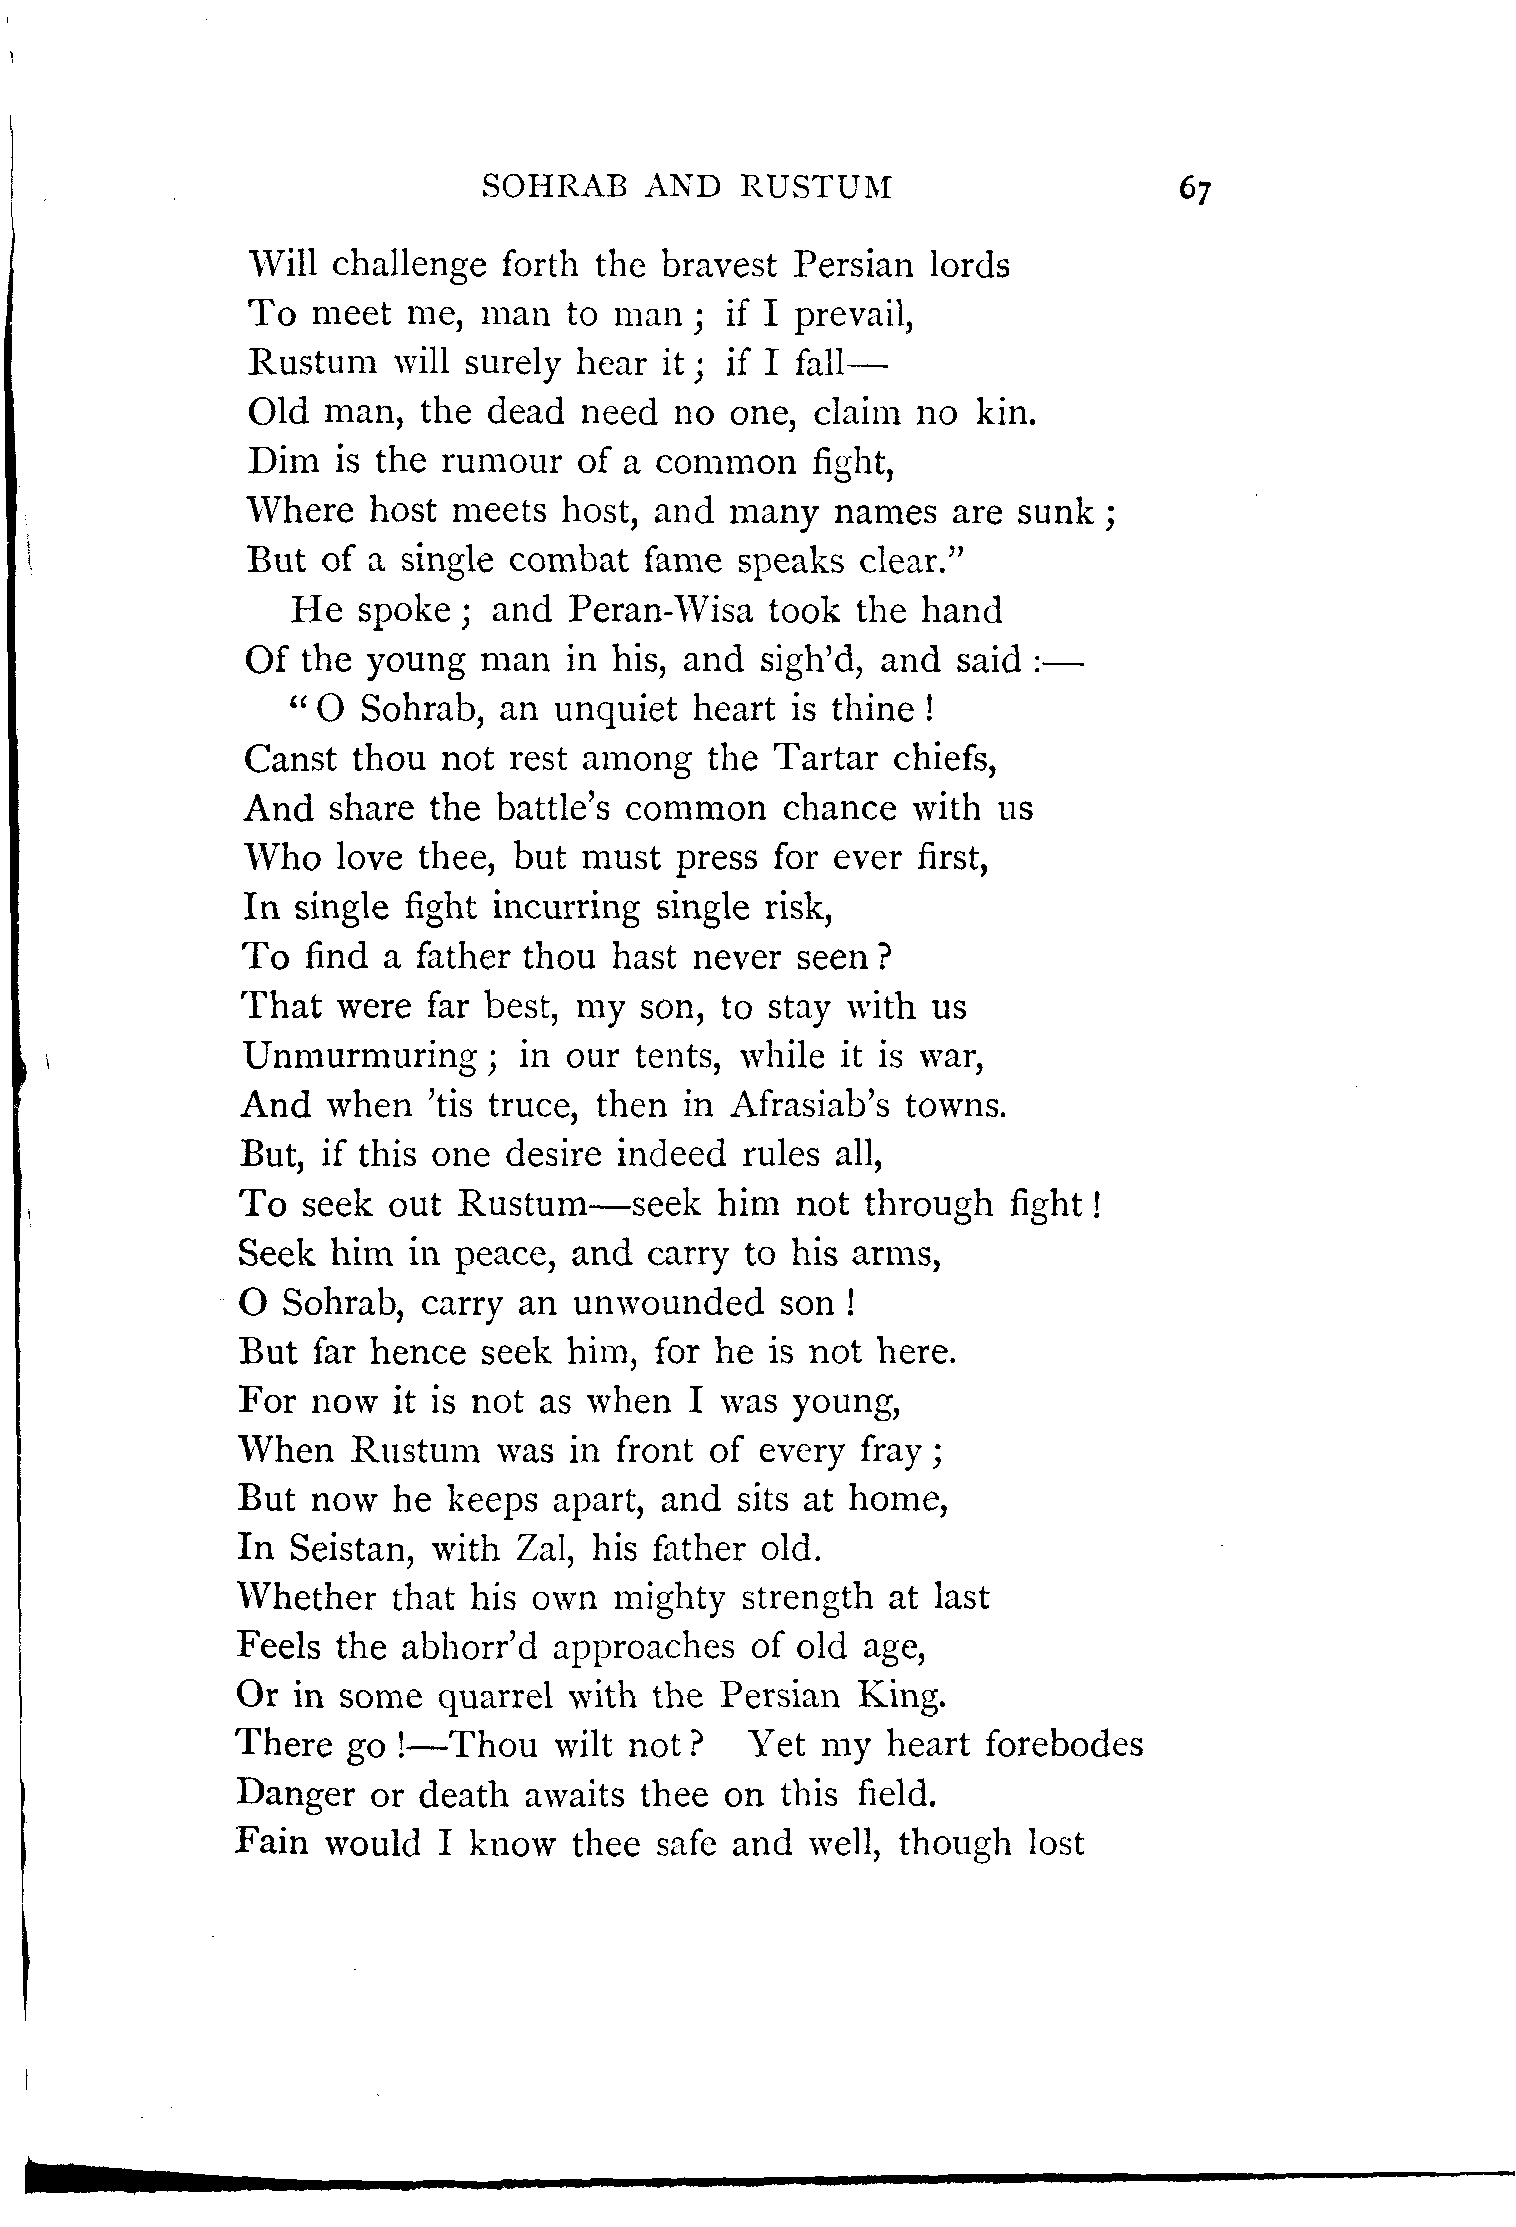 SOHRAB AND RUSTUM 67
Will challenge forth the bravest Persian lords
To meet me, man to man ; if I prevail,
Rustum will surely hear it ; if I fall—
Old man, the dead need no one, claim no kin.
Dim is the rumour of a common fight,
Where host meets host, and many names are sunk ;
But of a single combat fame speaks clear.”
He spoke ; and Peran-Wisa took the hand
Of the young man in his, and sigh’d, and said :—
“ O Sohrab, an unquiet heart is thine !
Canst thou not rest among the Tartar chiefs,
And share the battle’s common chance with us
Who love thee, but must press for ever first,
In single fight incurring single risk,
To find a father thou hast never seen ?
That were far best, my son, to stay with us
Unmurmuring ; in our tents, while it is war,
And when ’tis truce, then in Afrasiab’s towns.
But, if this one desire indeed rules all,
To seek out Rustum—seek him not through fight !
Seek him in peace, and carry to his arms,
O Sohrab, carry an unwounded son !
But far hence seek him, for he is not here.
For now it is not as when I was young,
When Rustum was in front of every fray ;
But now he keeps apart, and sits at home,
In Seistan, with Zal, his father old.
Whether that his own mighty strength at last
Feels the abhorr’d approaches of old age,
Or in some quarrel with the Persian King.
There go !—Thou wilt not ? Yet my heart forebodes
Danger or death awaits thee on this field.
Fain would I know thee safe and well, though lost